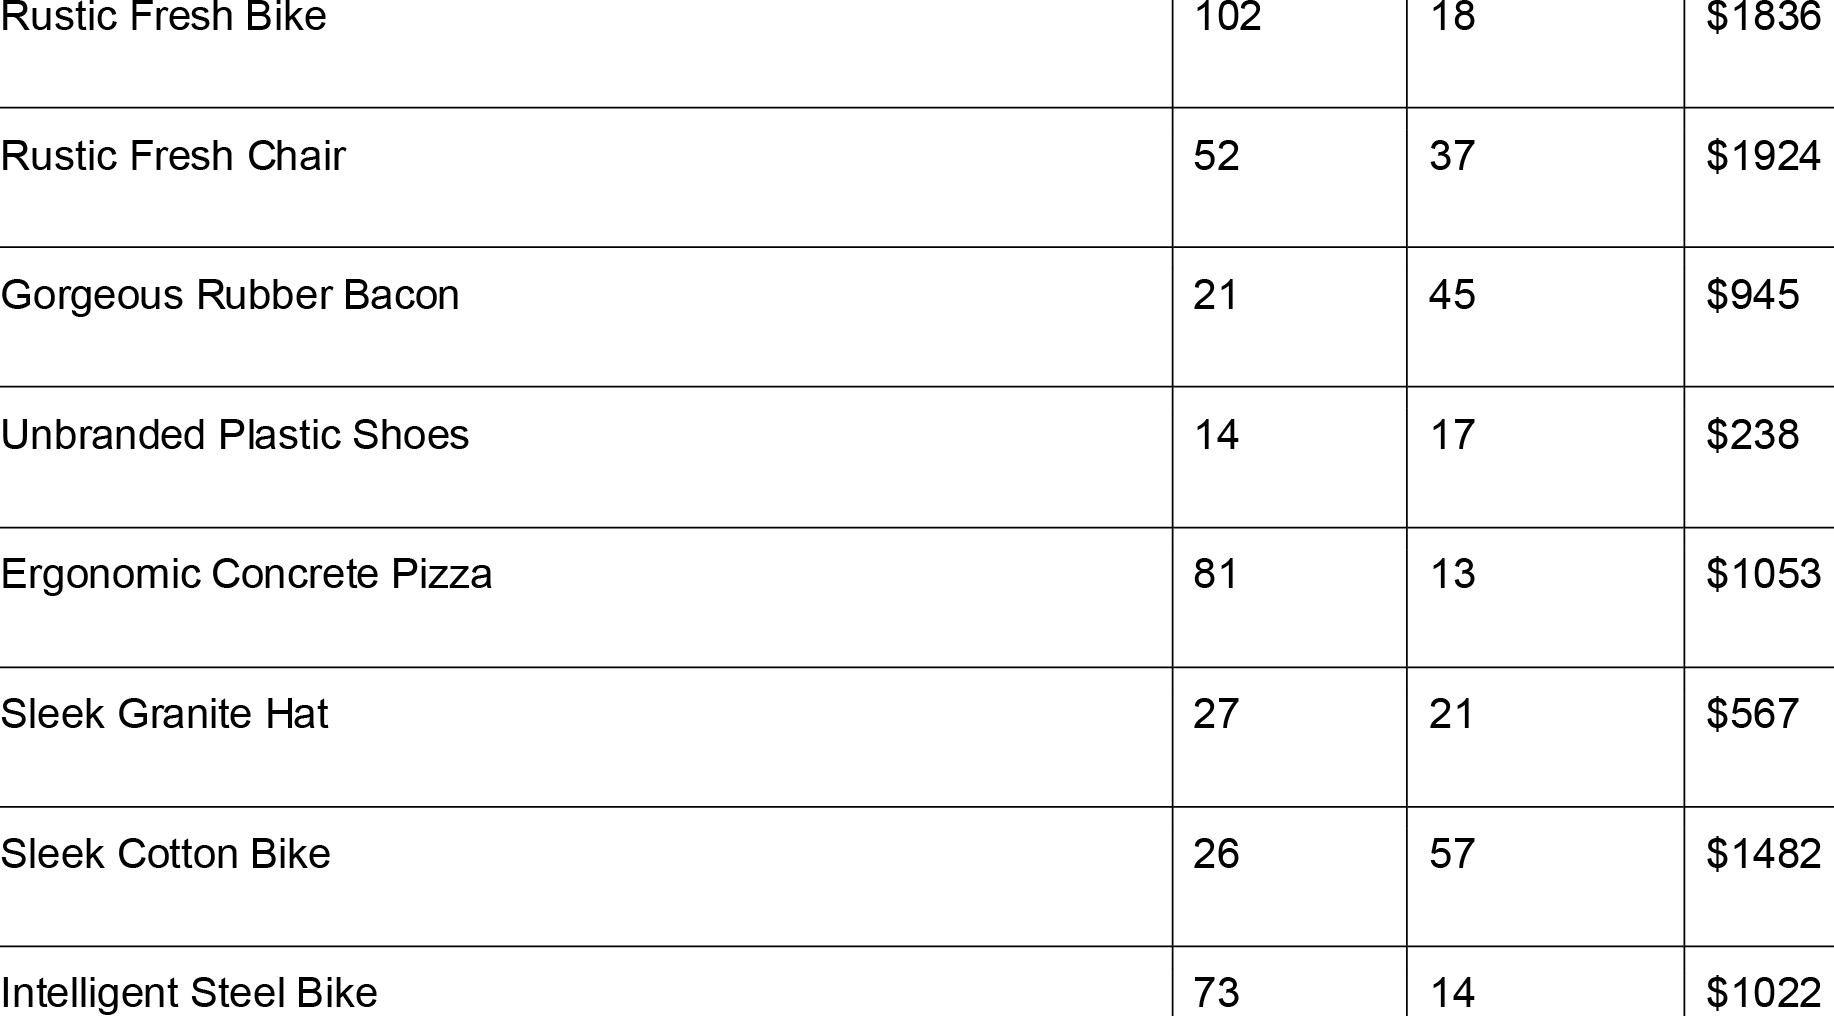 Rustic Fresh Bike 102 18 $1836
Rustic Fresh Chair 52 37 $1924
Gorgeous Rubber Bacon 21 45 $945
Unbranded Plastic Shoes 14 17 $238
Ergonomic Concrete Pizza 81 13 $1053
Sleek Granite Hat 27 21 $567
Sleek Cotton Bike 26 57 $1482
Intelligent Steel Bike 73 14 $1022